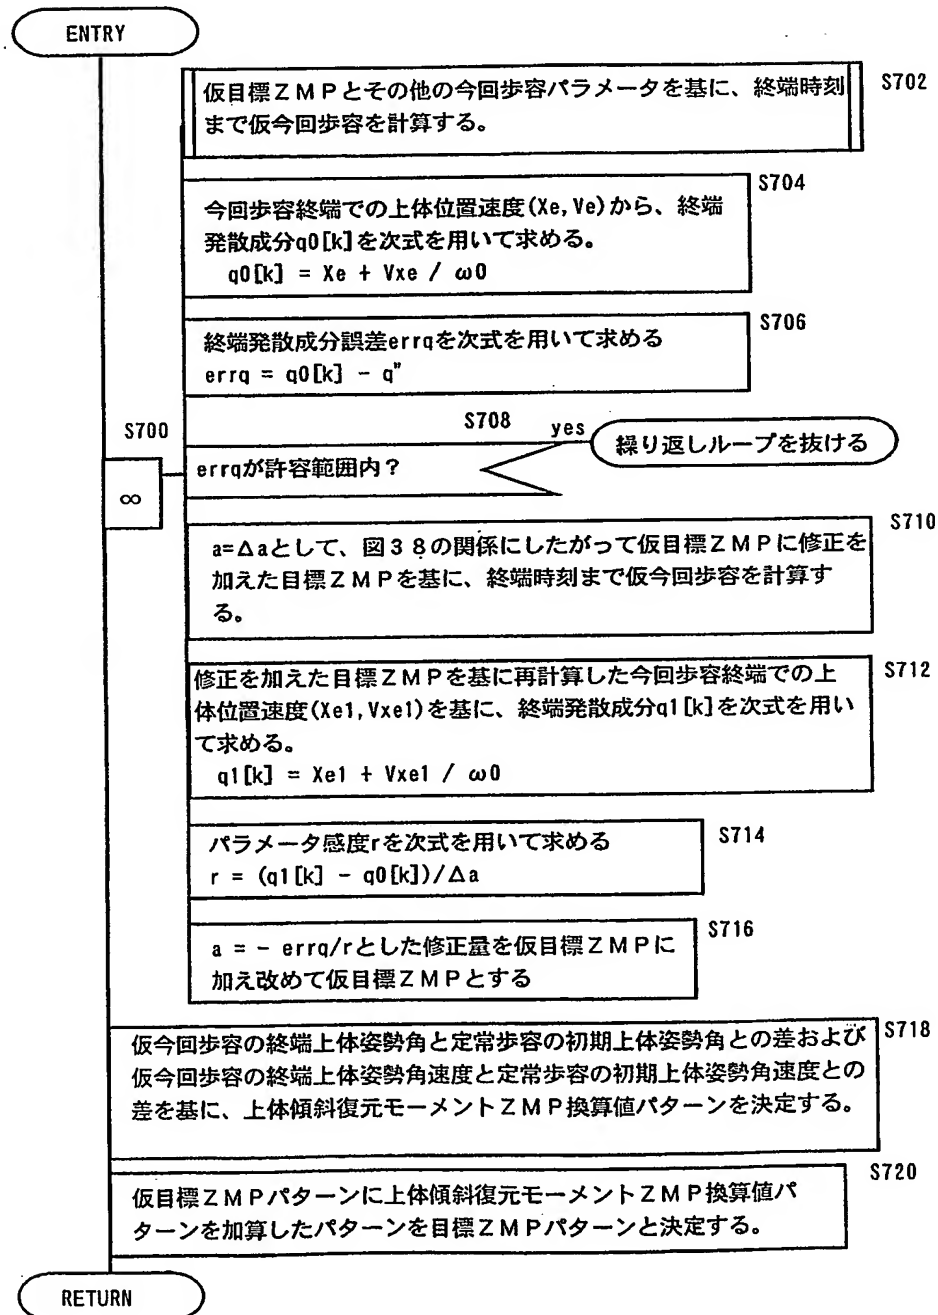 ENTRY
S702
仮目標ZMPとその他の今回歩容パラメータを基に、終端時刻
まで仮今回歩容を計算する。
S704
今回歩容終端での上体位置速度(Xe,Ve)から、終端
発散成分q0[k]を次式を用いて求める。
q0[k] = Xe + Vxe / ω0
S706
終端発散成分誤差errqを次式を用いて求める
errq = q0[k] - q"
S700
∞
S708
yes
繰り返しループを抜ける
errqが許容範囲内?
S710
a=Δaとして、図38の関係にしたがって仮目標ZMPに修正を
加えた目標ZMPを基に、終端時刻まで仮今回歩容を計算す
る。
S712
修正を加えた目標ZMPを基に再計算した今回歩容終端での上
体位置速度(Xe1,Vxe1)を基に、終端発散成分q1[k]を次式を用い
て求める。
q1[k] = Xe1 + Vxe1 / ω0
S714
パラメータ感度rを次式を用いて求める
r = (q1[k] - q0[k])/Δa
S716
a = - errq/rとした修正量を仮目標ZMPに
加え改めて仮目標ZMPとする
S718
仮今回歩容の終端上体姿勢角と定常歩容の初期上体姿勢角との差および
仮今回歩容の終端上体姿勢角速度と定常歩容の初期上体姿勢角速度との
差を基に、上体傾斜復元モーメントZMP換算値パターンを決定する。
S720
仮目標ZMPパターンに上体傾斜復元モーメントZMP換算値パ
ターンを加算したパターンを目標ZMPパターンと決定する。
RETURN